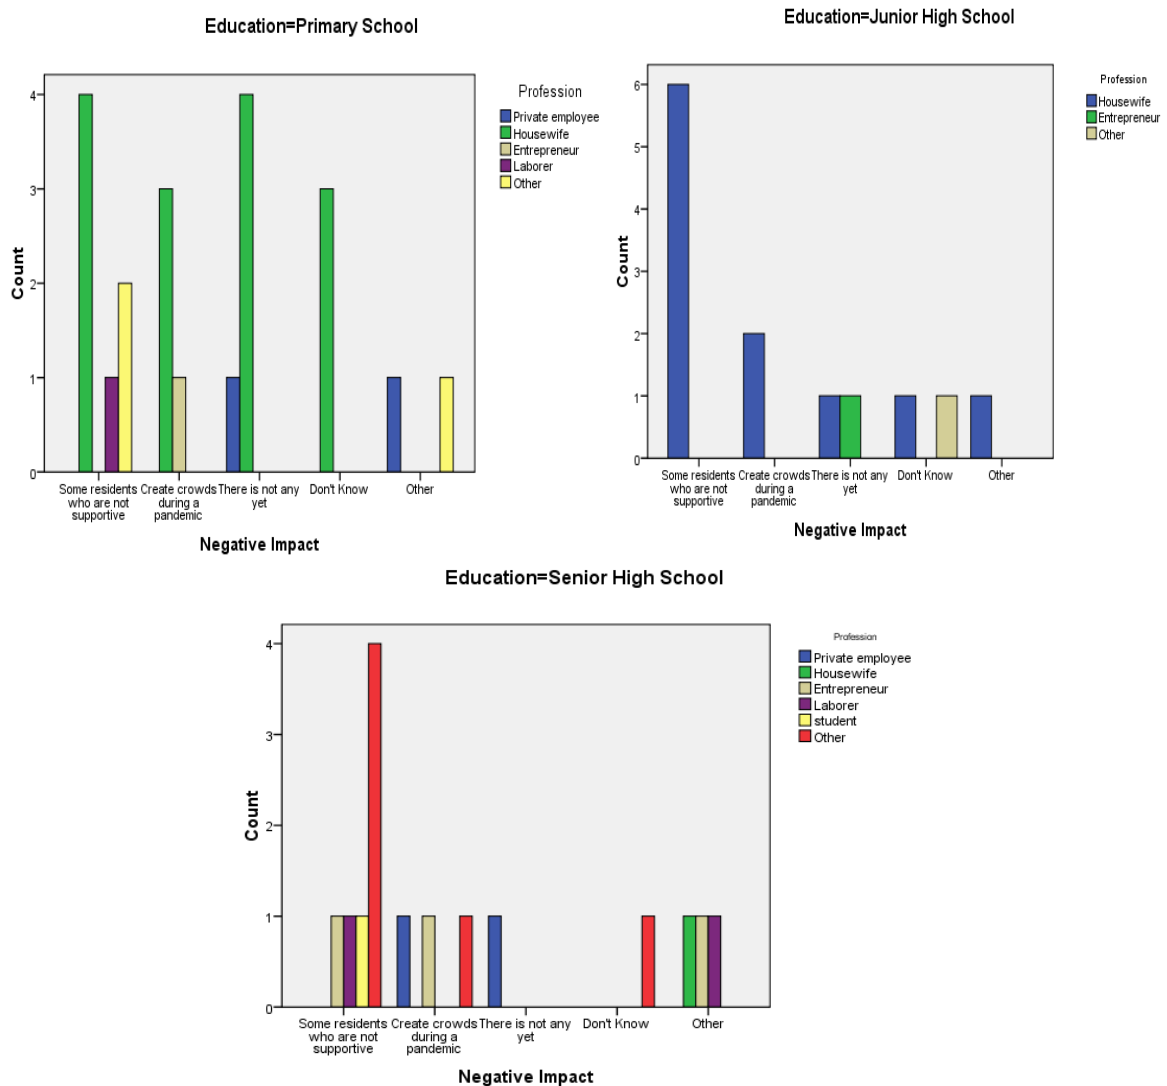 Education=Primary School
Profession
Private employee
Housewife
Entrepreneur
Laborer
Other
Count
4
3
2
1
0
Some residents
who are not
supportive
Create crowds
during a
pandemic
There is not any
yet
Don't Know
Other
Negative Impact
Education=Junior High School
Profession
Housewife
Entrepreneur
Other
Count
6
5
4
3
2
1
0
Some residents
who are not
supportive
Create crowds
during a
pandemic
There is not any
yet
Don't Know
Other
Negative Impact
Education=Senior High School
Profession
Private employee
Housewife
Entrepreneur
Laborer
student
Other
Count
4
3
2
1
0
Some residents
who are not
supportive
Create crowds
during a
pandemic
There is not any
yet
Don't Know
Other
Negative Impact